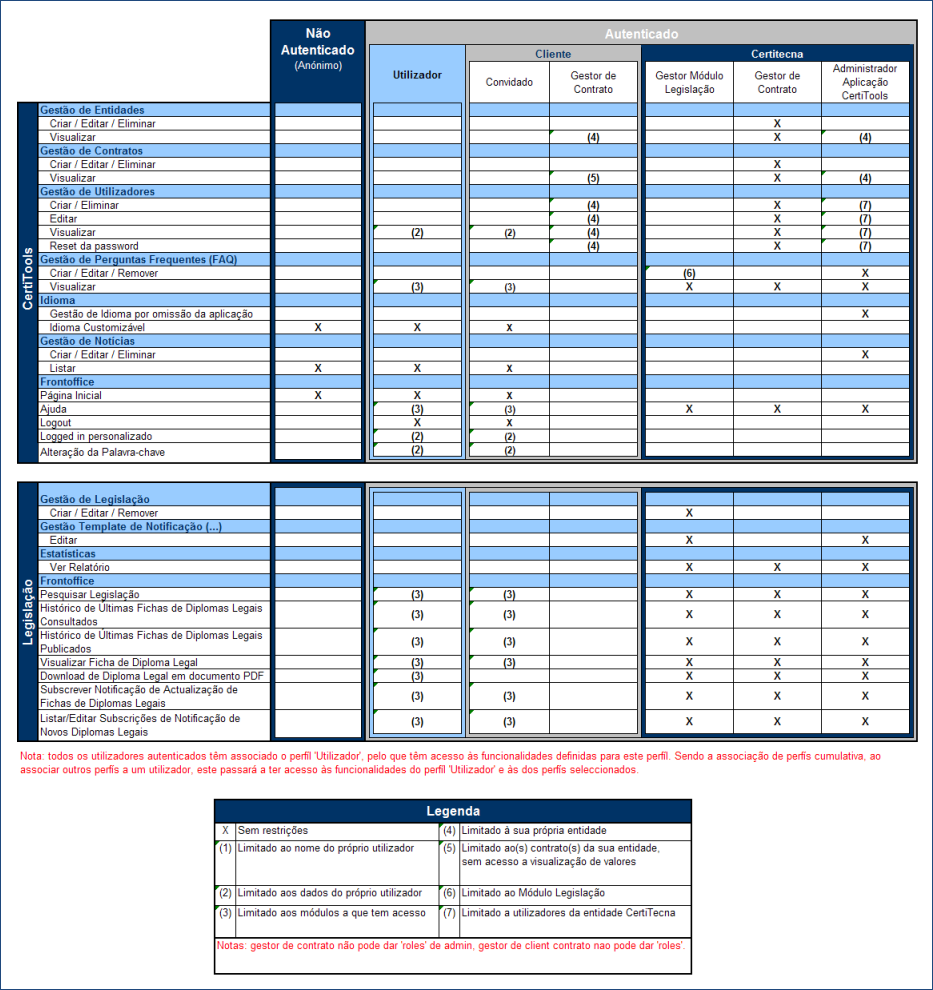 Não
Autenticado
(Anónimo)
Autenticado
Utilizador
Cliente
Certitecna
Convidado
Gestor de
Contrato
Gestor Módulo
Legislação
Gestor de
Contrato
Administrador
Aplicação
CertiTools
CertiTools
Gestão de Entidades
Criar / Editar / Eliminar X
Visualizar (4) X (4)
Gestão de Contratos
Criar / Editar / Eliminar X
Visualizar (5) X (4)
Gestão de Utilizadores
Criar / Eliminar (4) X (7)
Editar (4) X (7)
Visualizar (2) (2) (4) X (7)
Reset da password (4) X (7)
Gestão de Perguntas Frequentes (FAQ)
Criar / Editar / Remover (6) X
Visualizar (3) (3) X X X
Idioma
Gestão de Idioma por omissão da aplicação X
Idioma Customizável X X X
Gestão de Notícias
Criar / Editar / Eliminar X
Listar X X X
Frontoffice
Página Inicial X X X
Ajuda (3) (3) X X X
Logout X X
Logged in personalizado (2) (2)
Alteração da Palavra-chave (2) (2)
Legislação
Gestão de Legislação
Criar / Editar / Remover X
Gestão Template de Notificação (...)
Editar X X
Estatísticas
Ver Relatório X X X
Frontoffice
Pesquisar Legislação (3) (3) X X X
Histórico de Últimas Fichas de Diplomas Legais
Consultados (3) (3) X X X
Histórico de Últimas Fichas de Diplomas Legais
Publicados (3) (3) X X X
Visualizar Ficha de Diploma Legal (3) (3) X X X
Download de Diploma Legal em documento PDF (3) X X X
Subscrever Notificação de Actualização de
Fichas de Diplomas Legais (3) (3) X X X
Listar/Editar Subscrições de Notificação de
Novos Diplomas Legais (3) (3) X X X
Nota: todos os utilizadores autenticados têm associado o perfil 'Utilizador', pelo que têm acesso às funcionalidades definidas para este perfil. Sendo a associação de perfis cumulativa, ao
associar outros perfis a um utilizador, este passará a ter acesso às funcionalidades do perfil 'Utilizador' e às dos perfis seleccionados.
Legenda
X Sem restrições
(4) Limitado à sua própria entidade
(1) Limitado ao nome do próprio utilizador
(5) Limitado ao(s) contrato(s) da sua entidade,
sem acesso a visualização de valores
(2) Limitado aos dados do próprio utilizador
(6) Limitado ao Módulo Legislação
(3) Limitado aos módulos a que tem acesso
(7) Limitado a utilizadores da entidade CertiTecna
Notas: gestor de contrato não pode dar 'roles' de admin, gestor de client contrato nao pode dar 'roles'.